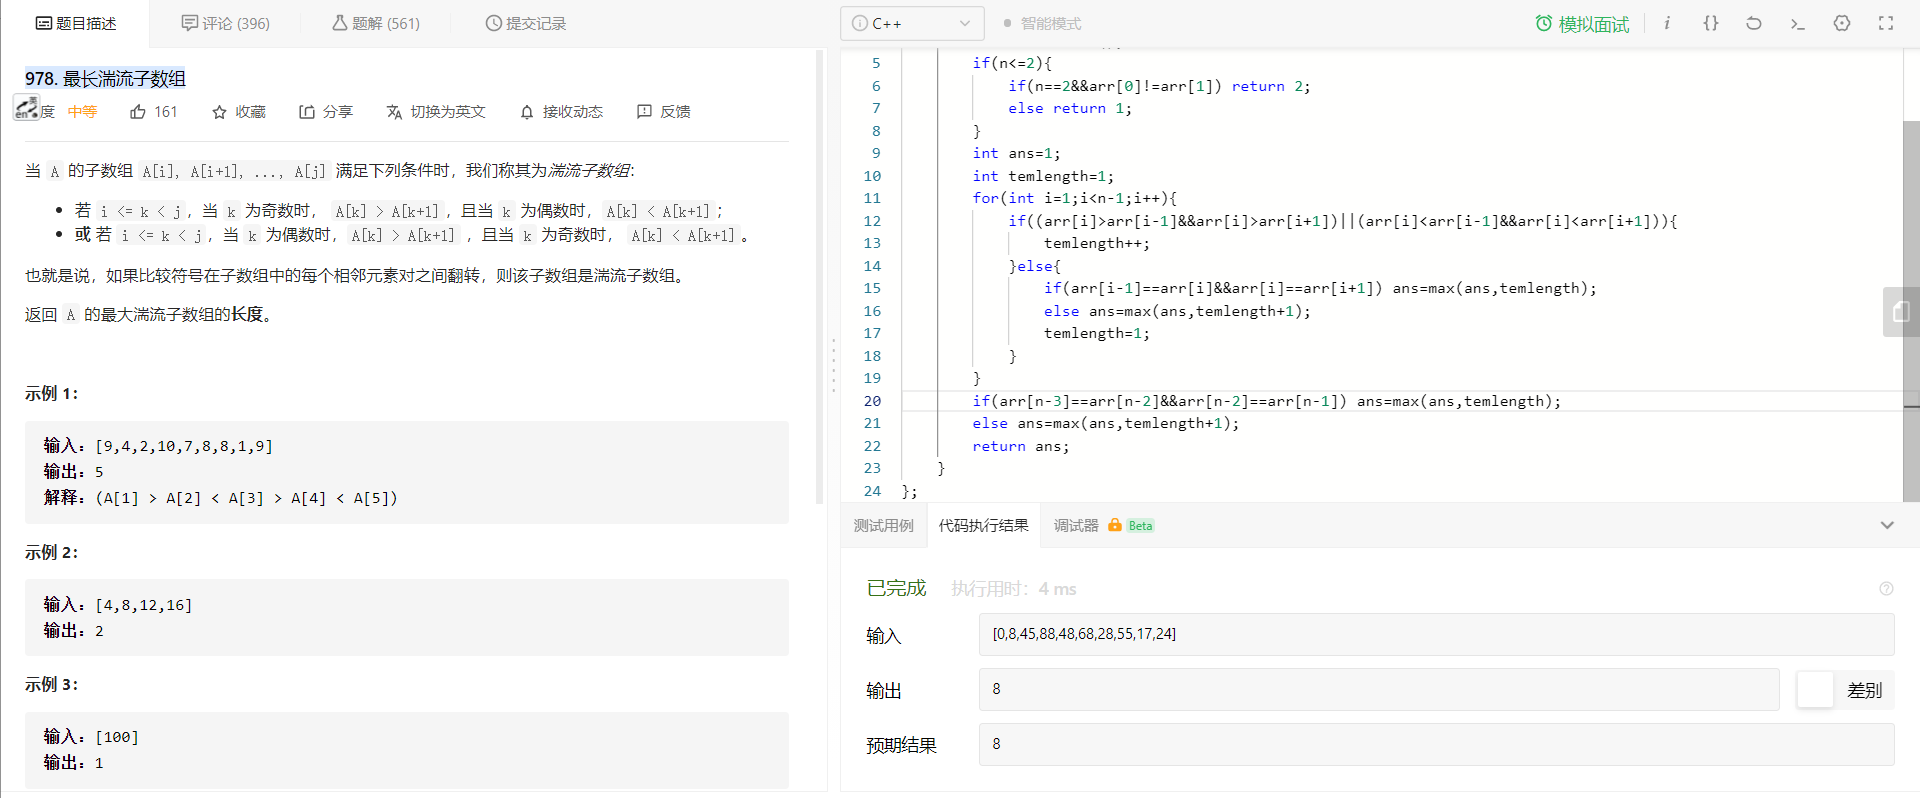 题目描述
评论 (396)
题解 (561)
提交记录
978. 最长湍流子数组
度 中等 161 收藏 分享 切换为英文 接收动态 反馈
当 A 的子数组 A[i], A[i+1], ..., A[j] 满足下列条件时，我们称其为湍流子数组：
• 若 i <= k < j，当 k 为奇数时， A[k] > A[k+1]，且当 k 为偶数时，A[k] < A[k+1]；
• 或 若 i <= k < j，当 k 为偶数时，A[k] > A[k+1] ，且当 k 为奇数时， A[k] < A[k+1]。
也就是说，如果比较符号在子数组中的每个相邻元素对之间翻转，则该子数组是湍流子数组。
返回 A 的最大湍流子数组的长度。
示例 1：
输入：[9,4,2,10,7,8,8,1,9]
输出：5
解释：(A[1] > A[2] < A[3] > A[4] < A[5])
示例 2：
输入：[4,8,12,16]
输出：2
示例 3：
输入：[100]
输出：1
C++
智能模式
模拟面试
5 if(n<=2){
6 if(n==2&&arr[0]!=arr[1]) return 2;
7 else return 1;
8 }
9 int ans=1;
10 int temlength=1;
11 for(int i=1;i<n-1;i++){
12 if((arr[i]>arr[i-1]&&arr[i]>arr[i+1])||(arr[i]<arr[i-1]&&arr[i]<arr[i+1])){
13 temlength++;
14 }else{
15 if(arr[i-1]==arr[i]&&arr[i]==arr[i+1]) ans=max(ans,temlength);
16 else ans=max(ans,temlength+1);
17 temlength=1;
18 }
19 }
20 if(arr[n-3]==arr[n-2]&&arr[n-2]==arr[n-1]) ans=max(ans,temlength);
21 else ans=max(ans,temlength+1);
22 return ans;
23 }
24 };
测试用例
代码执行结果
调试器 Beta
已完成 执行用时：4 ms
输入 [0,8,45,88,48,68,28,55,17,24]
输出 8 差别
预期结果 8